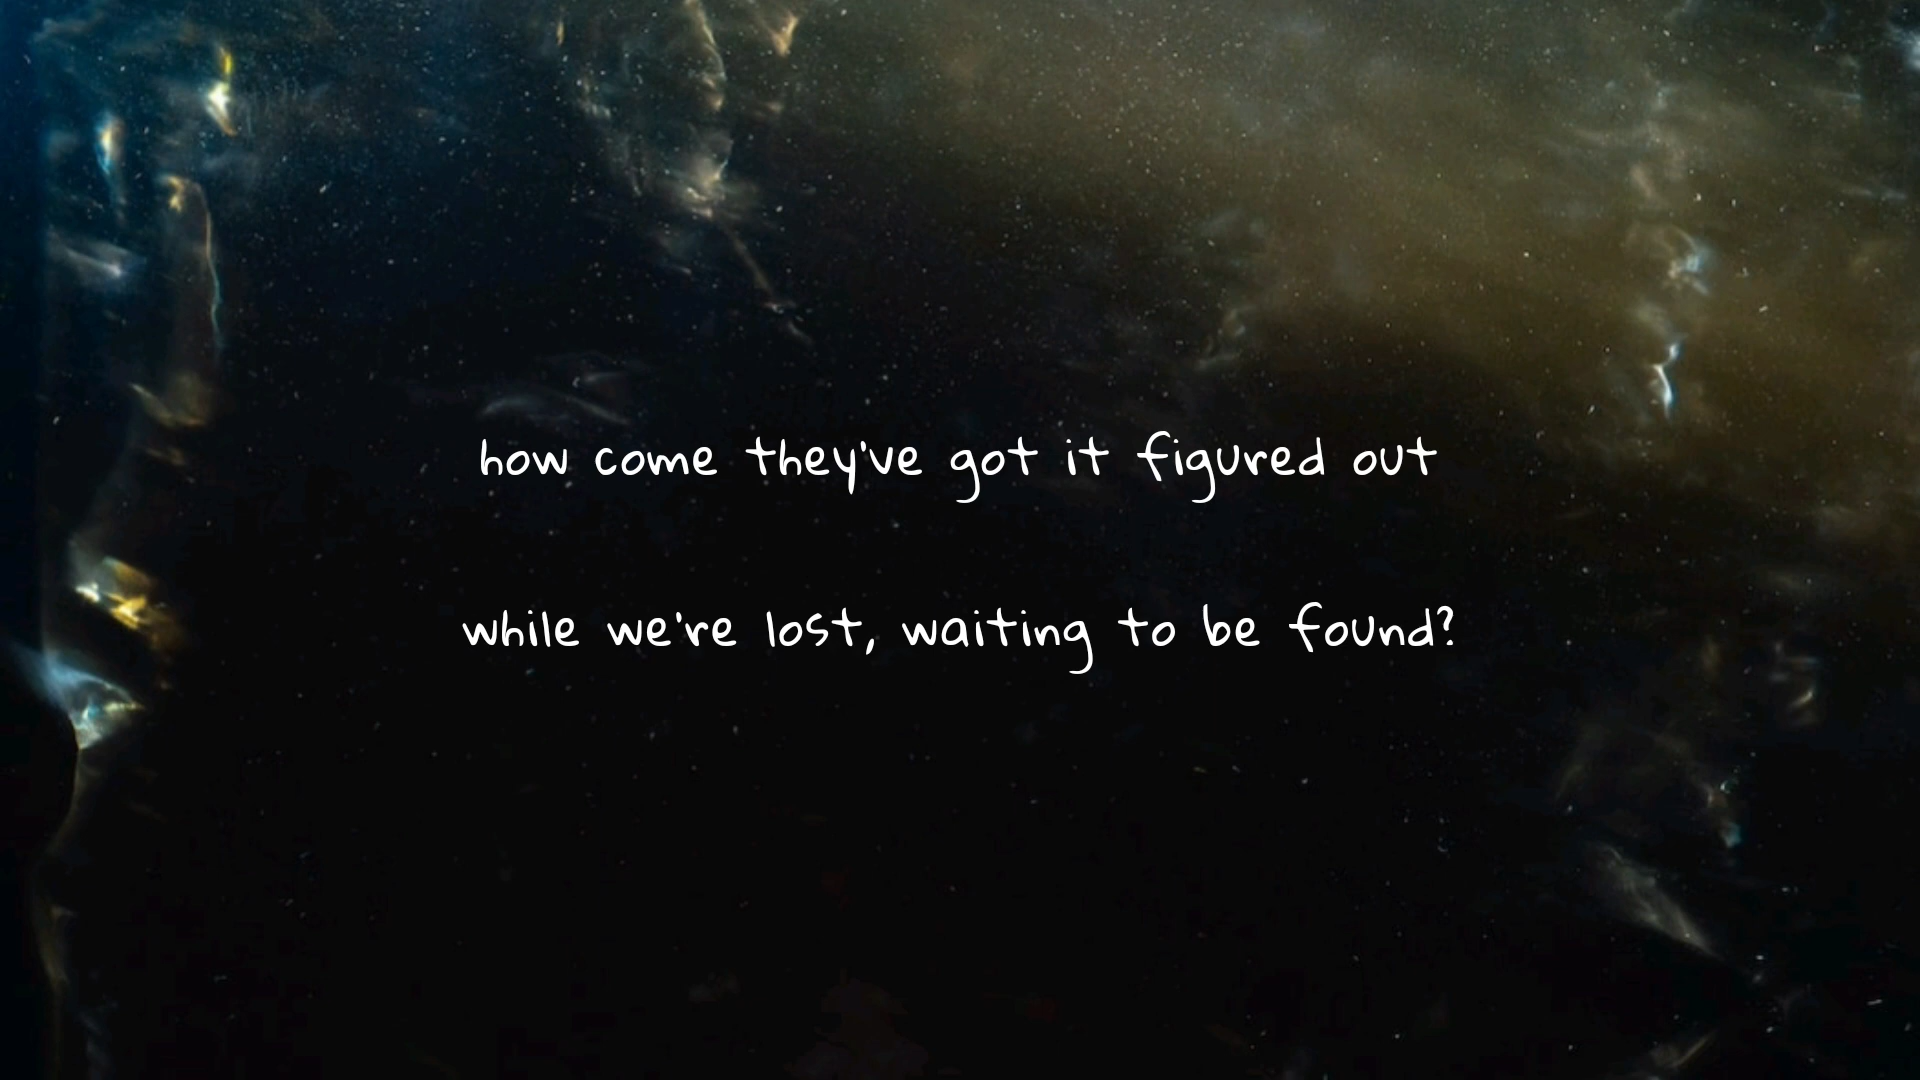 how come they've got it figured out
while we're lost, waiting to be found?